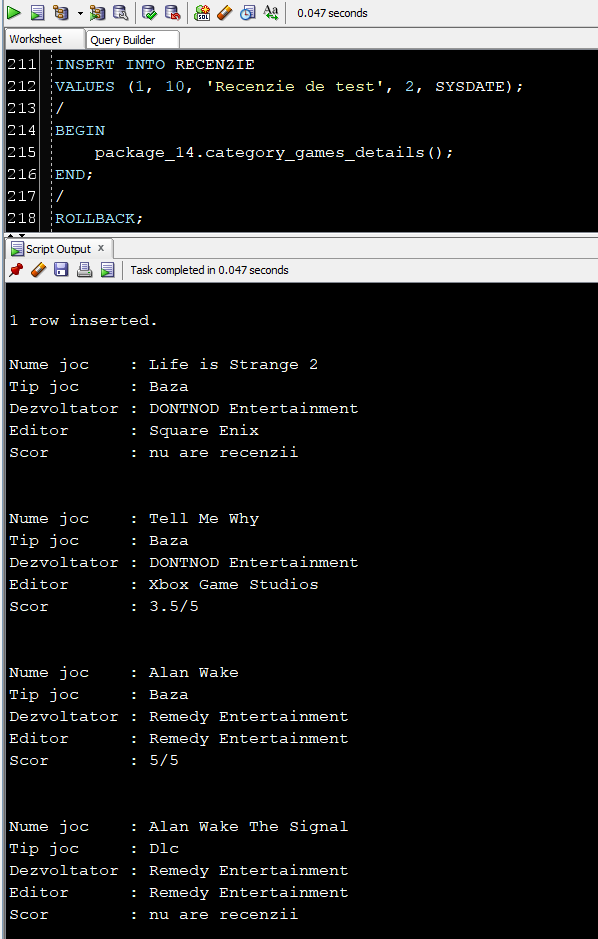 0.047 seconds
Worksheet Query Builder
211 INSERT INTO RECENZIE
212 VALUES (1, 10, 'Recenzie de test', 2, SYSDATE);
213 /
214 BEGIN
215 package_14.category_games_details();
216 END;
217 /
218 ROLLBACK;
Script Output x
Task completed in 0.047 seconds
1 row inserted.
Nume joc : Life is Strange 2
Tip joc : Baza
Dezvoltator : DONTNOD Entertainment
Editor : Square Enix
Scor : nu are recenzii
Nume joc : Tell Me Why
Tip joc : Baza
Dezvoltator : DONTNOD Entertainment
Editor : Xbox Game Studios
Scor : 3.5/5
Nume joc : Alan Wake
Tip joc : Baza
Dezvoltator : Remedy Entertainment
Editor : Remedy Entertainment
Scor : 5/5
Nume joc : Alan Wake The Signal
Tip joc : Dlc
Dezvoltator : Remedy Entertainment
Editor : Remedy Entertainment
Scor : nu are recenzii